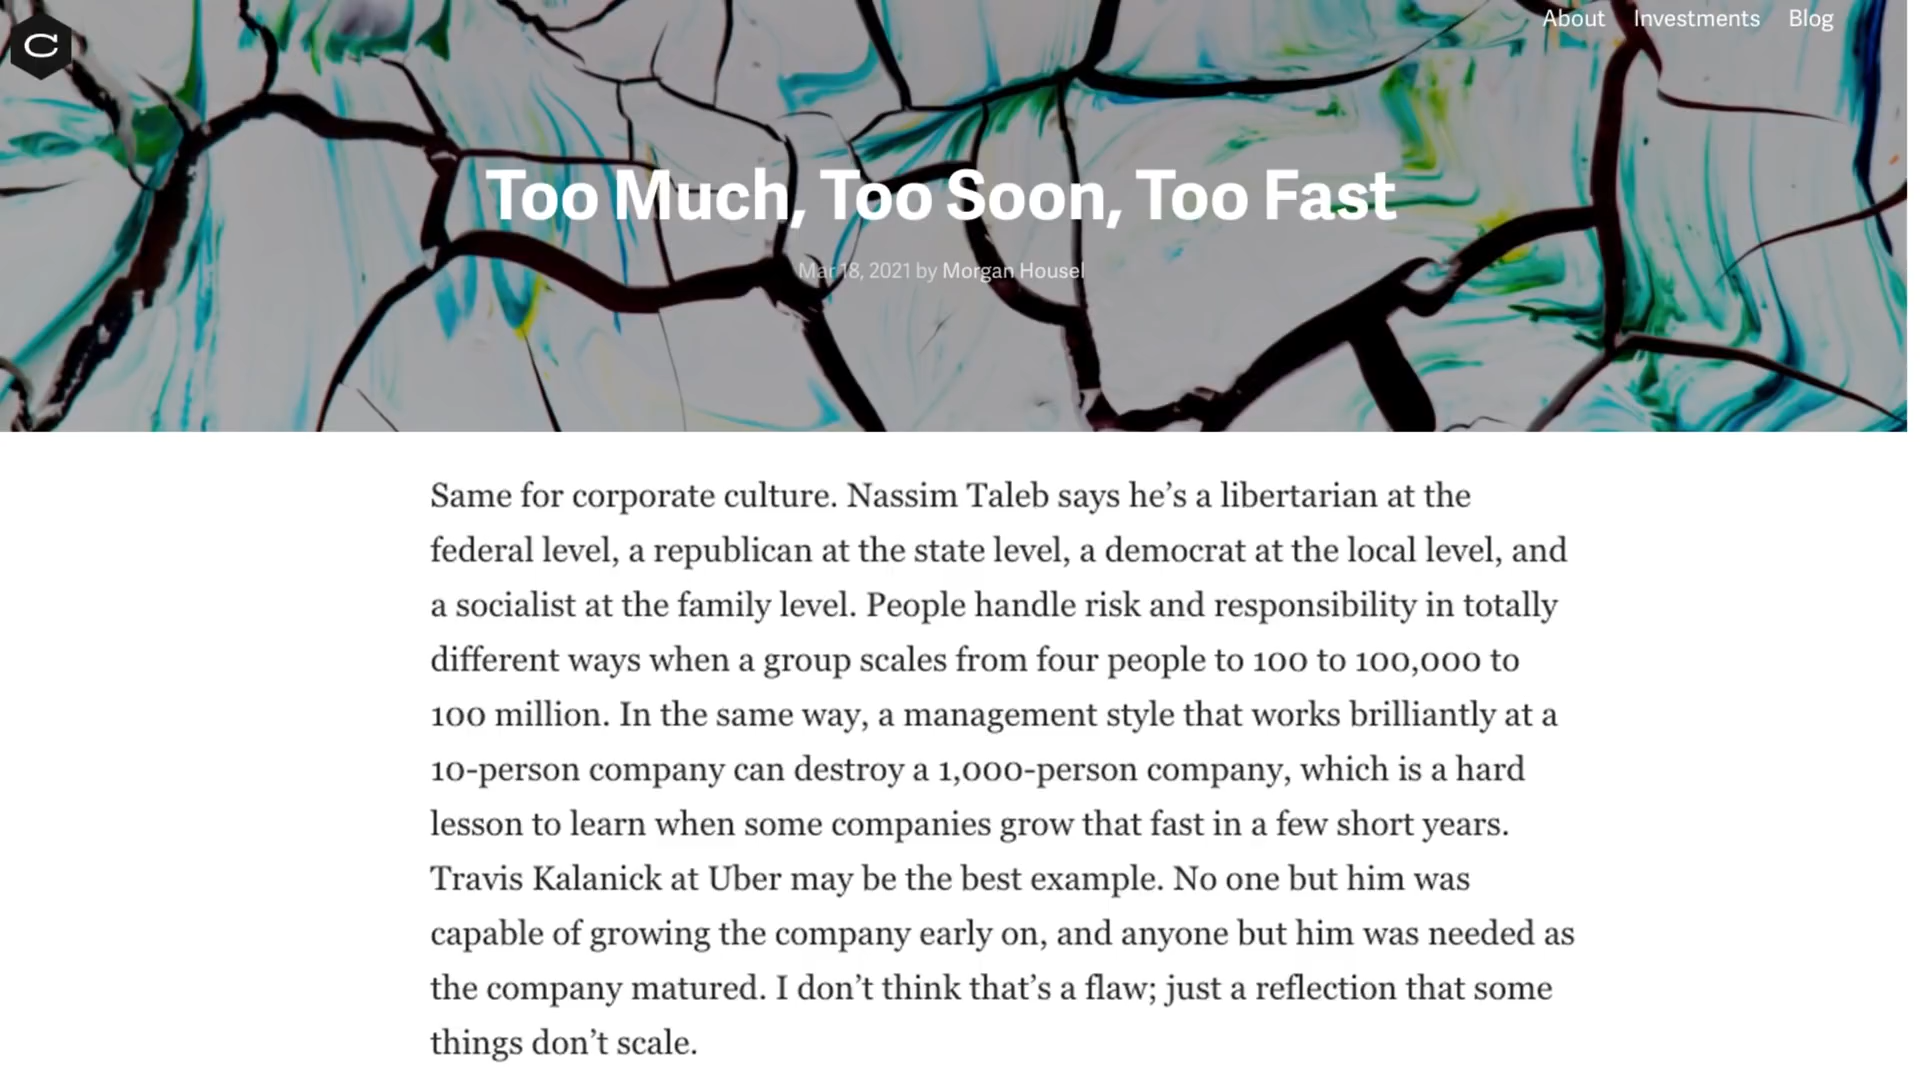 C
About Investments Blog
Too Much, Too Soon, Too Fast
Mar 18, 2021 by Morgan Housel
Same for corporate culture. Nassim Taleb says he’s a libertarian at the
federal level, a republican at the state level, a democrat at the local level, and
a socialist at the family level. People handle risk and responsibility in totally
different ways when a group scales from four people to 100 to 100,000 to
100 million. In the same way, a management style that works brilliantly at a
10-person company can destroy a 1,000-person company, which is a hard
lesson to learn when some companies grow that fast in a few short years.
Travis Kalanick at Uber may be the best example. No one but him was
capable of growing the company early on, and anyone but him was needed as
the company matured. I don’t think that’s a flaw; just a reflection that some
things don’t scale.